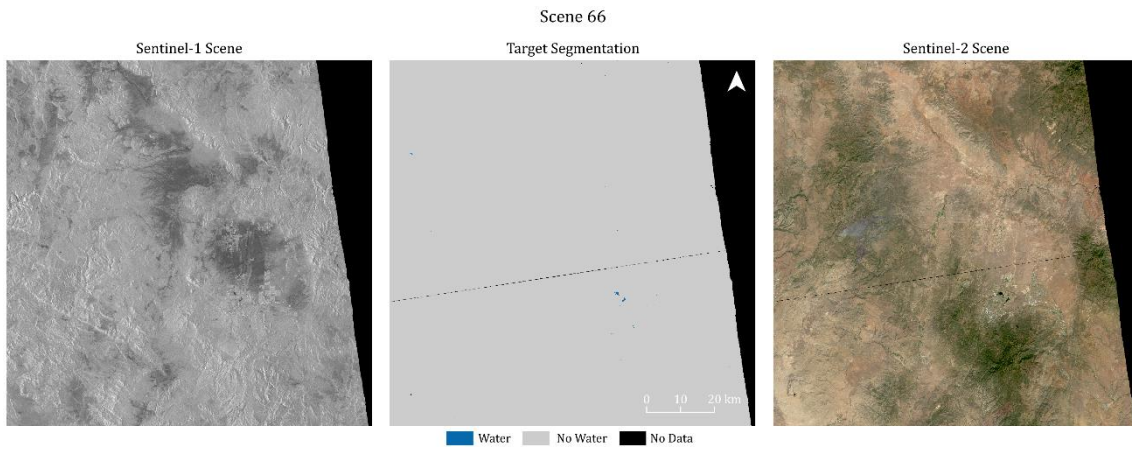 Scene 66
Sentinel-1 Scene
Target Segmentation
Sentinel-2 Scene
0 10 20 km
Water
No Water
No Data